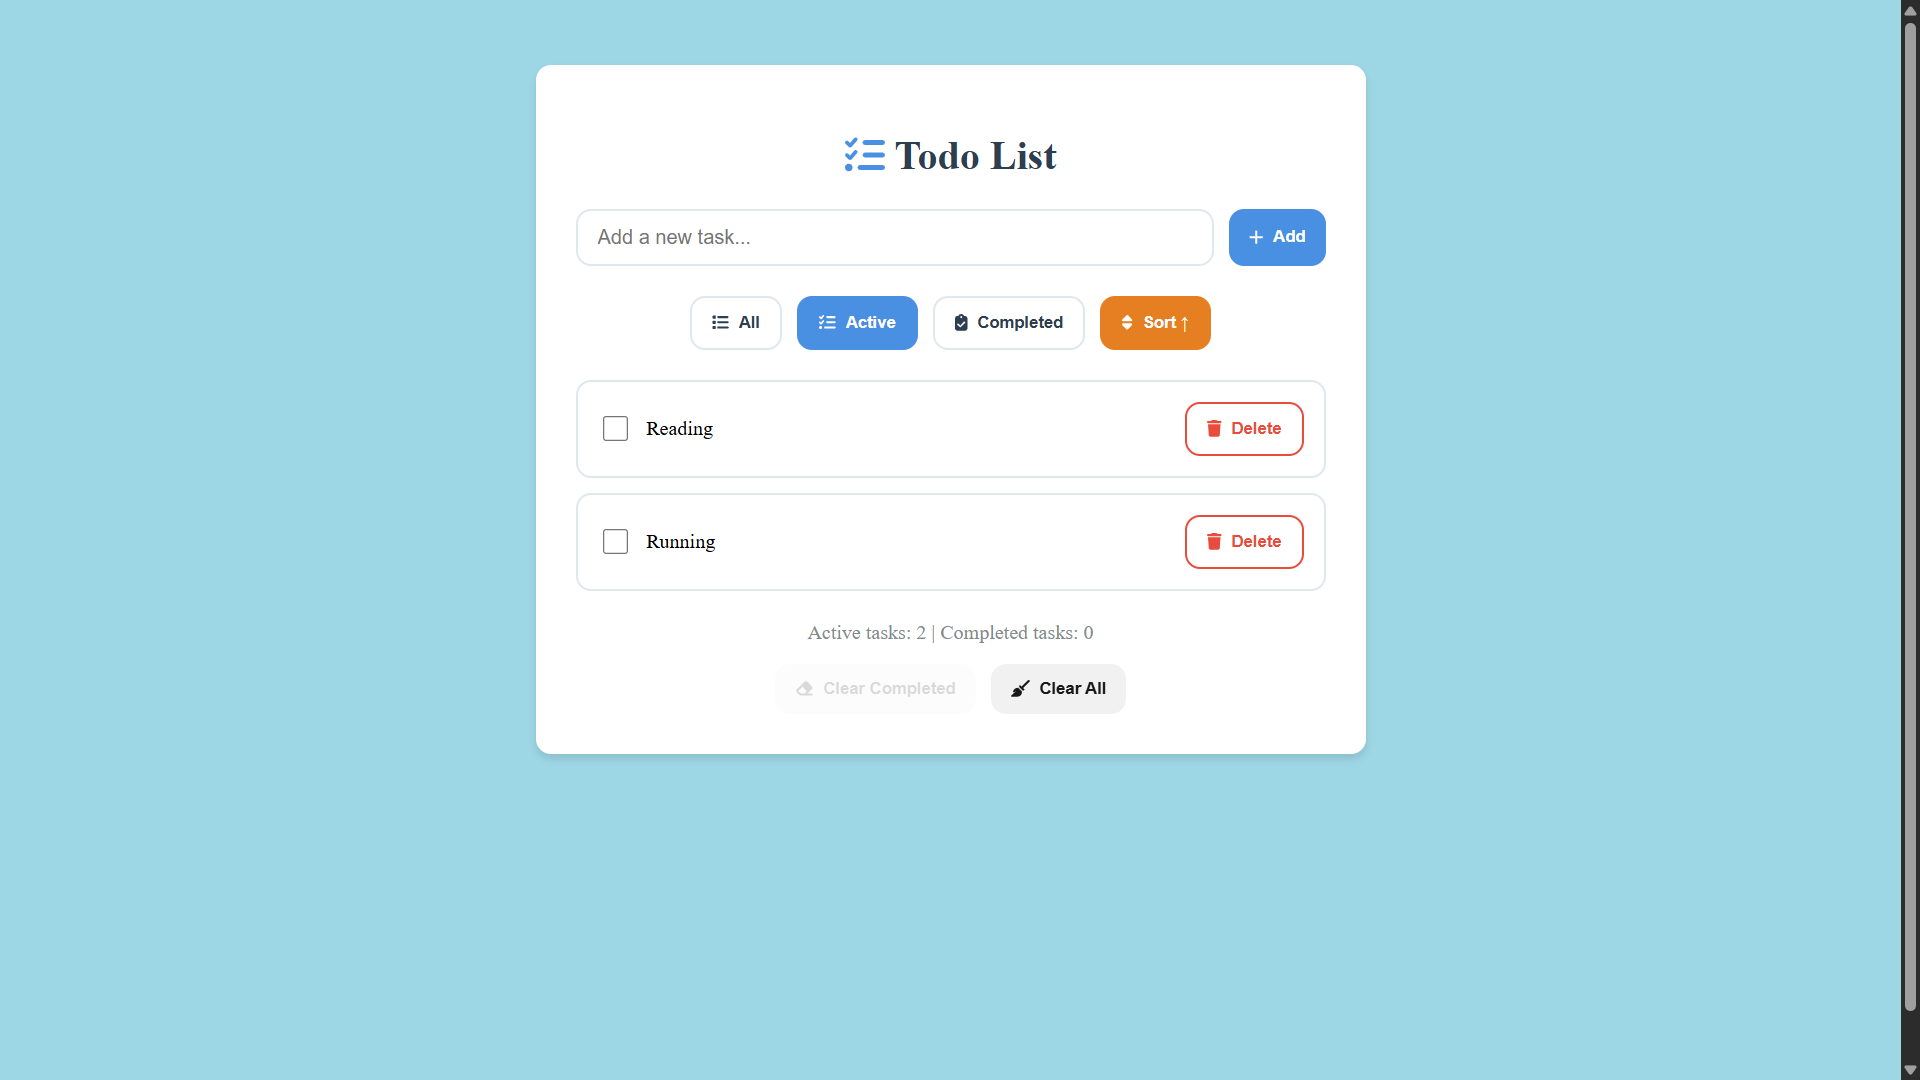 Todo List
Add a new task...
Add
All
Active
Completed
Sort ↑
Reading
Delete
Running
Delete
Active tasks: 2 | Completed tasks: 0
Clear Completed
Clear All